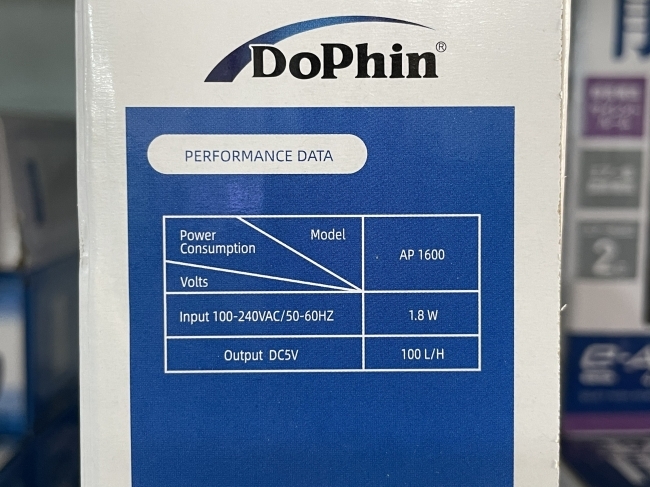 DoPhin®
PERFORMANCE DATA
Power Consumption
Model
Volts
AP 1600
Input 100-240VAC/50-60HZ
1.8 W
Output DC5V
100 L/H
2